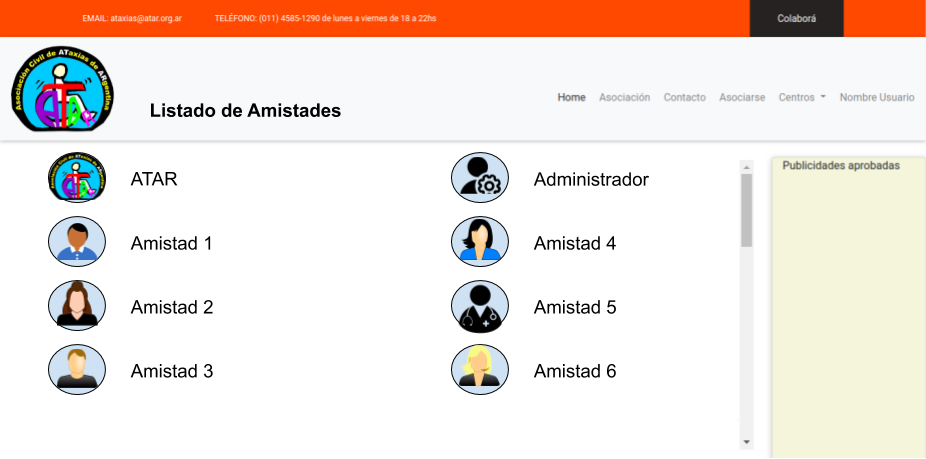 EMAIL: ataxias@atar.org.ar TELÉFONO: (011) 4585-1290 de lunes a viernes de 18 a 22hs Colaborá
Asociación Civil de ATaxias de ARgentina
ATAR
Listado de Amistades
Home Asociación Contacto Asociarse Centros Nombre Usuario
ATAR Administrador
Publicidades aprobadas
Amistad 1 Amistad 4
Amistad 2 Amistad 5
Amistad 3 Amistad 6